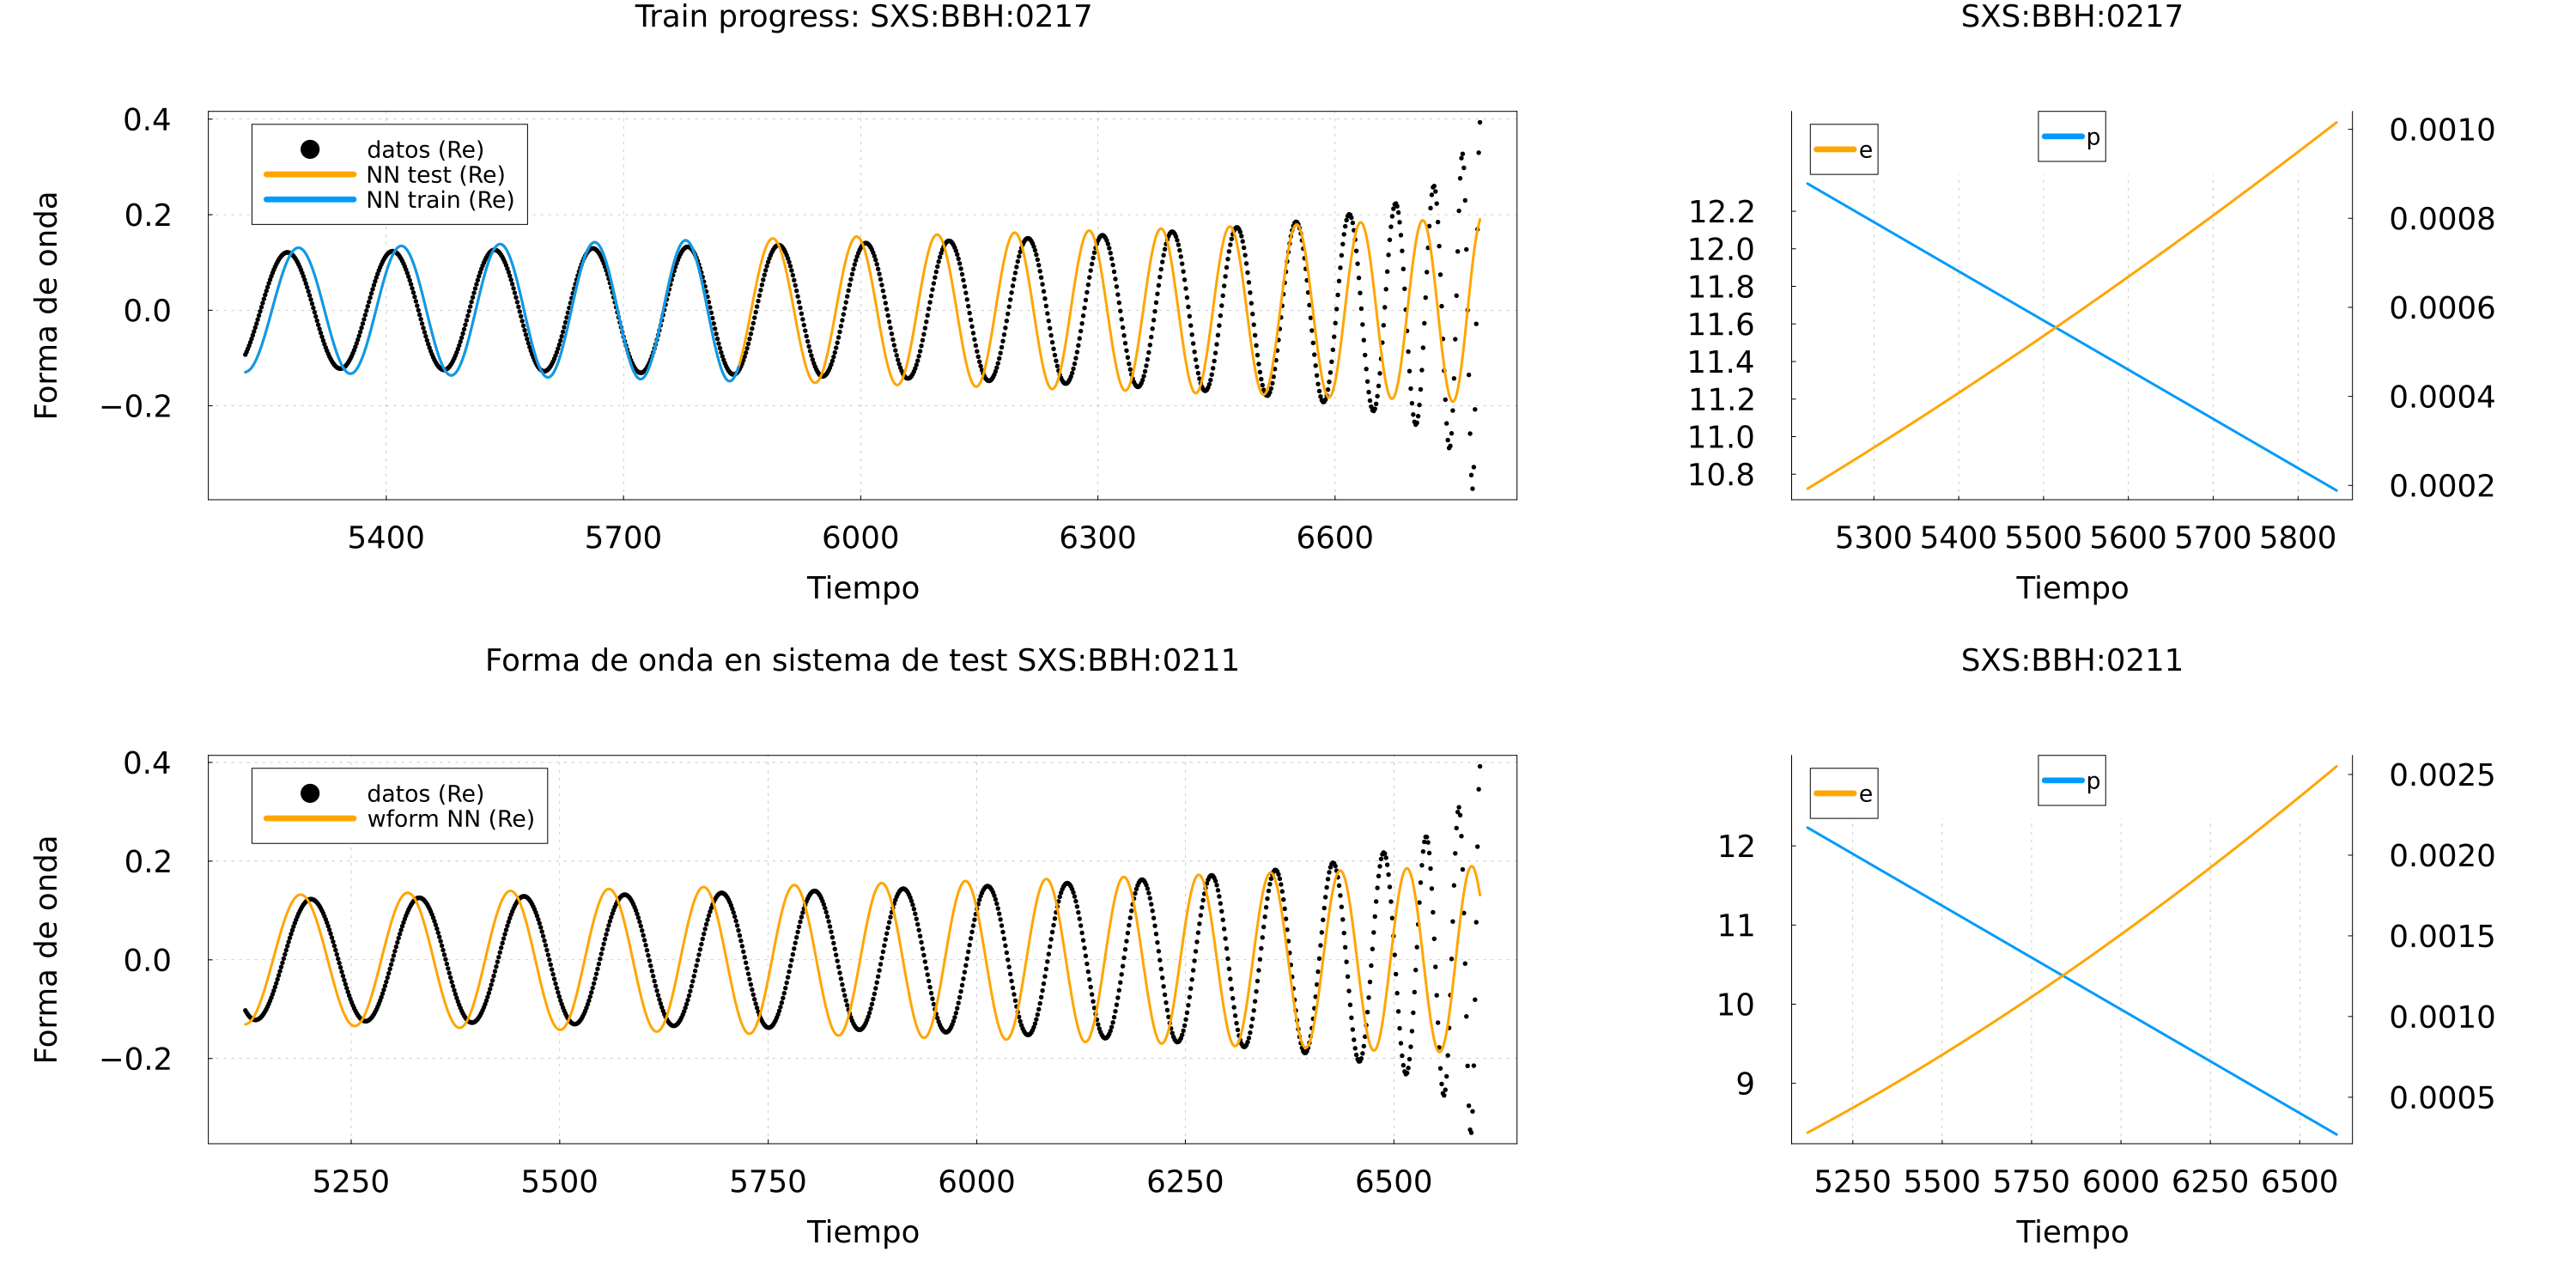 Train progress: SXS:BBH:0217
Forma de onda
0.4
0.2
0.0
−0.2
datos (Re)
NN test (Re)
NN train (Re)
5400 5700 6000 6300 6600
Tiempo
SXS:BBH:0217
e
p
12.2
12.0
11.8
11.6
11.4
11.2
11.0
10.8
0.0010
0.0008
0.0006
0.0004
0.0002
5300 5400 5500 5600 5700 5800
Tiempo
Forma de onda en sistema de test SXS:BBH:0211
Forma de onda
0.4
0.2
0.0
−0.2
datos (Re)
wform NN (Re)
5250 5500 5750 6000 6250 6500
Tiempo
SXS:BBH:0211
e
p
12
11
10
9
0.0025
0.0020
0.0015
0.0010
0.0005
5250 5500 5750 6000 6250 6500
Tiempo